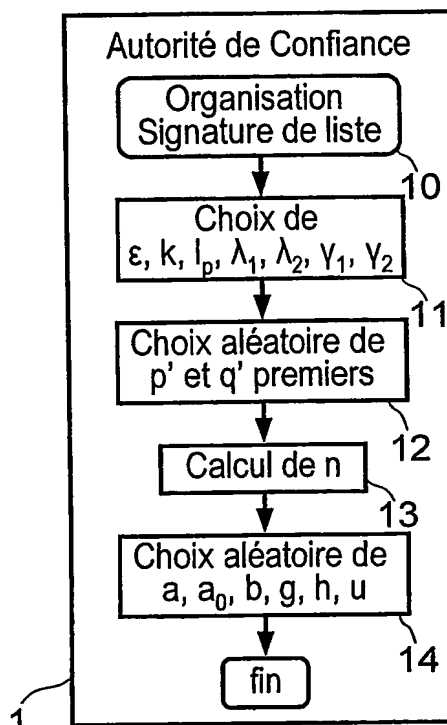 Autorité de Confiance
Organisation
Signature de liste
10
Choix de
ε, k, lₚ, λ₁, λ₂, γ₁, γ₂
11
Choix aléatoire de
p' et q' premiers
12
Calcul de n
13
Choix aléatoire de
a, a₀, b, g, h, u
14
fin
1